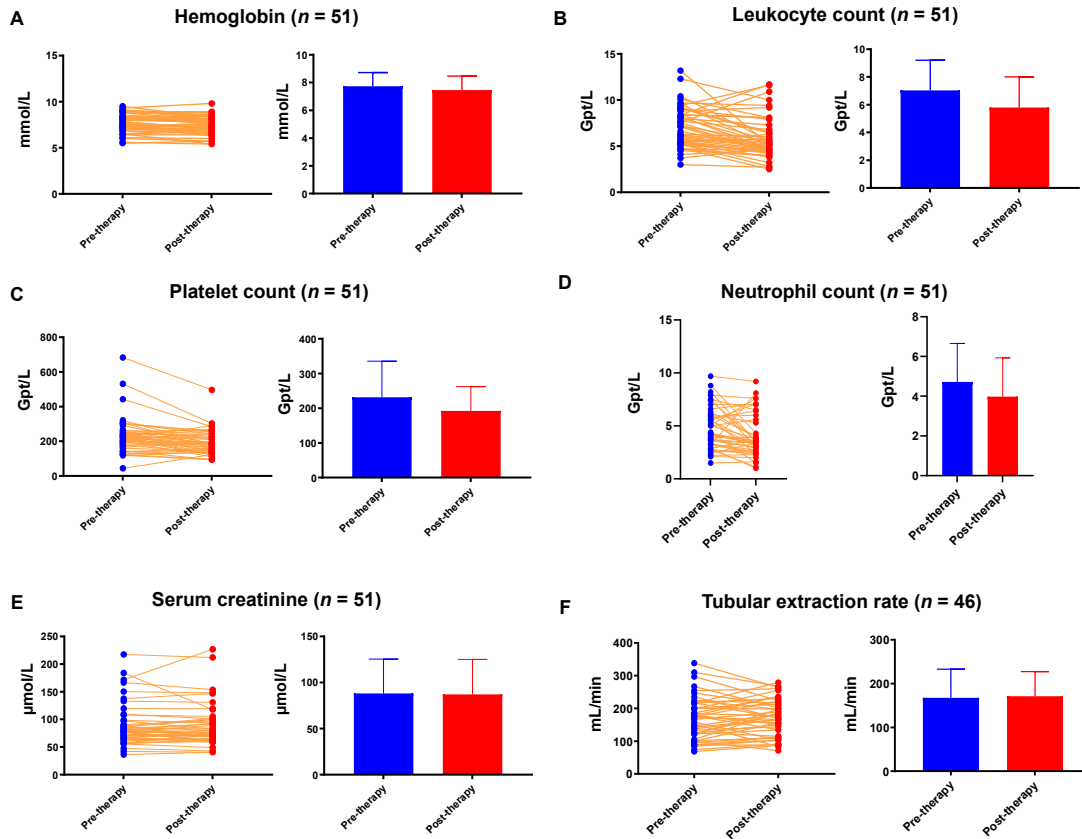 A
Hemoglobin (n = 51)
mmol/L
15
10
5
0
Pre-therapy
Post-therapy
mmol/L
10
8
6
4
2
0
Pre-therapy
Post-therapy
B
Leukocyte count (n = 51)
Gpt/L
15
10
5
0
Pre-therapy
Post-therapy
Gpt/L
10
8
6
4
2
0
Pre-therapy
Post-therapy
C
Platelet count (n = 51)
Gpt/L
800
600
400
200
0
Pre-therapy
Post-therapy
Gpt/L
400
300
200
100
0
Pre-therapy
Post-therapy
D
Neutrophil count (n = 51)
Gpt/L
15
10
5
0
Pre-therapy
Post-therapy
Gpt/L
8
6
4
2
0
Pre-therapy
Post-therapy
E
Serum creatinine (n = 51)
µmol/L
250
200
150
100
50
0
Pre-therapy
Post-therapy
µmol/L
150
100
50
0
Pre-therapy
Post-therapy
F
Tubular extraction rate (n = 46)
mL/min
400
300
200
100
0
Pre-therapy
Post-therapy
mL/min
300
200
100
0
Pre-therapy
Post-therapy